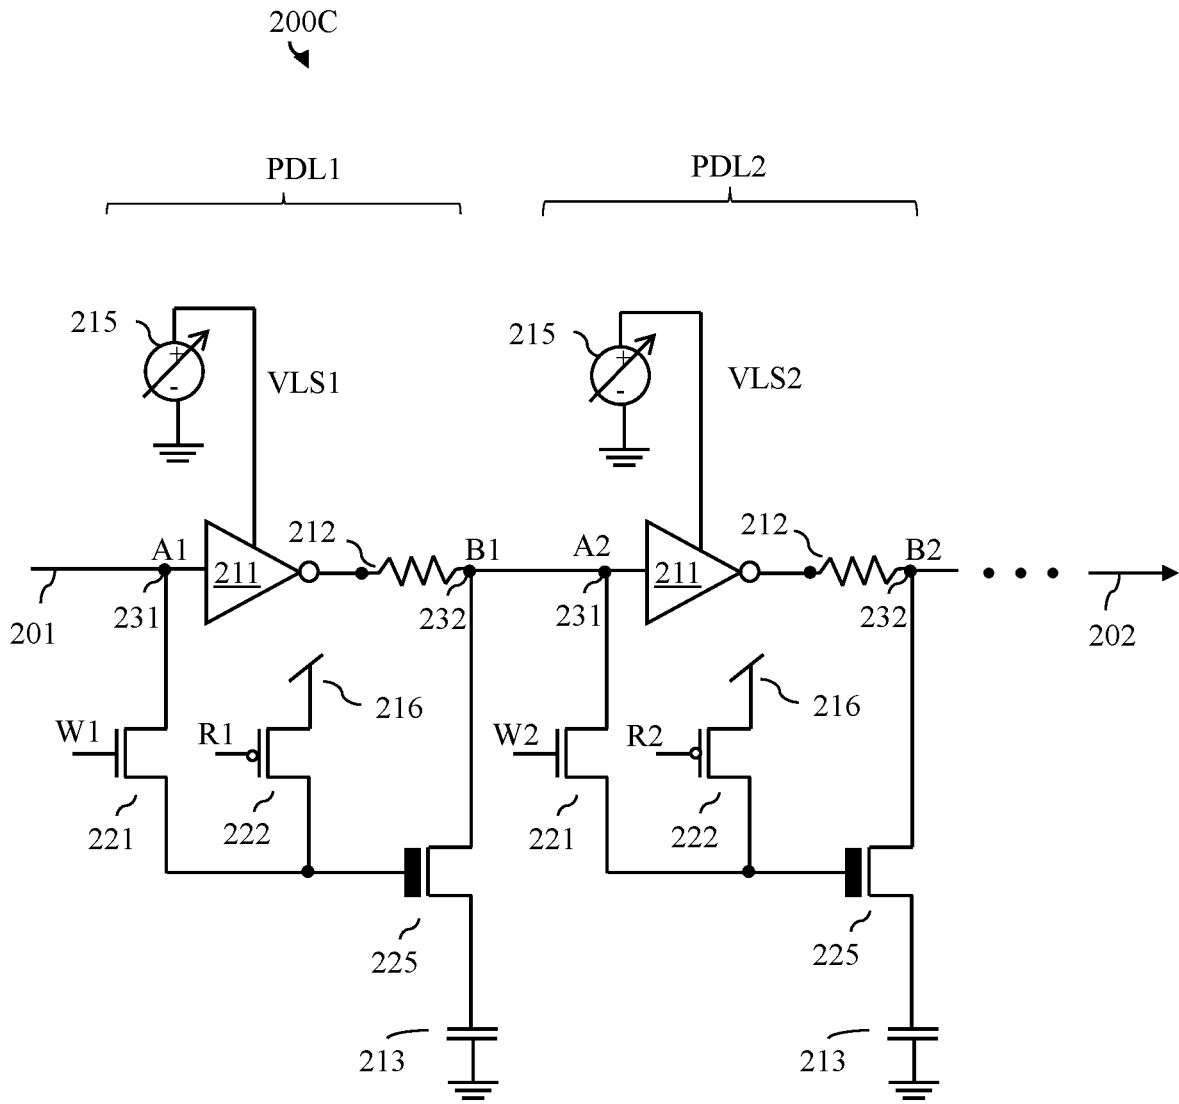 200C
PDL1 PDL2
215 + - VLS1 215 + - VLS2
212 212
A1 211 B1 A2 211 B2
201 231 232 231 232 202
216 216
W1 R1 W2 R2
221 222 221 222
225 225
213 213